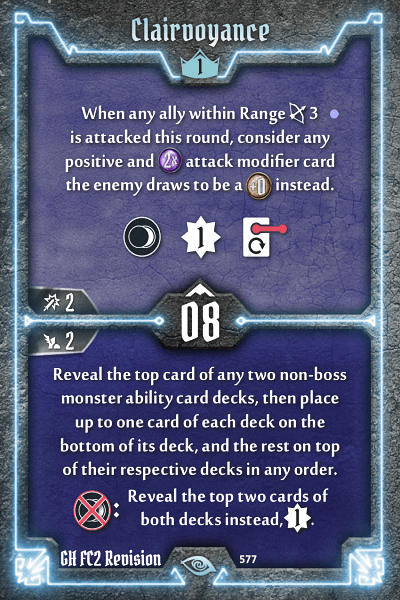 Clairvoyance
1
When any ally within Range 3
is attacked this round, consider any
positive and 2x attack modifier card
the enemy draws to be a +0 instead.
1
2
08
2
Reveal the top card of any two non-boss
monster ability card decks, then place
up to one card of each deck on the
bottom of its deck, and the rest on top
of their respective decks in any order.
: Reveal the top two cards of
both decks instead, 1.
GH FC2 Revision
577